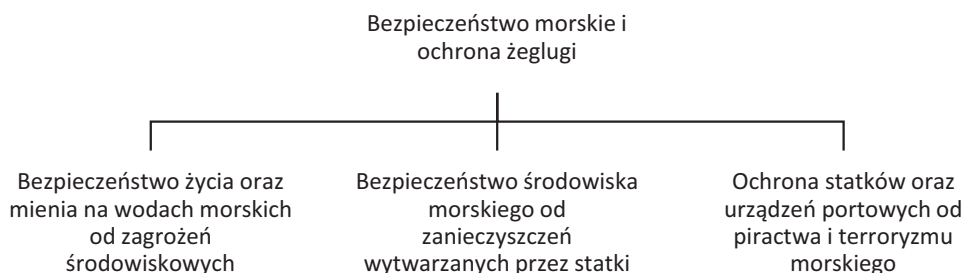 Bezpieczeństwo morskie i
ochrona żeglugi
Bezpieczeństwo życia oraz
mienia na wodach morskich
od zagrożeń
środowiskowych
Bezpieczeństwo środowiska
morskiego od
zanieczyszczeń
wytwarzanych przez statki
Ochrona statków oraz
urządzeń portowych od
piractwa i terroryzmu
morskiego